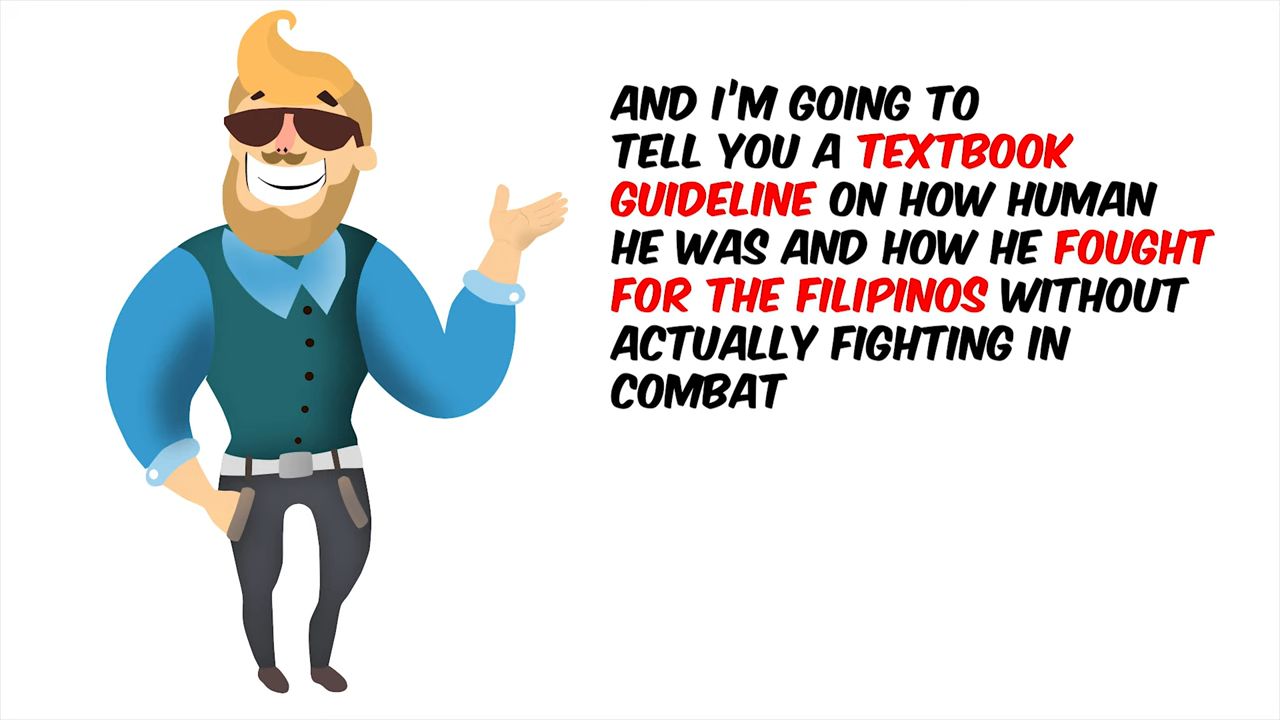 AND I'M GOING TO
TELL YOU A TEXTBOOK
GUIDELINE ON HOW HUMAN
HE WAS AND HOW HE FOUGHT
FOR THE FILIPINOS WITHOUT
ACTUALLY FIGHTING IN
COMBAT